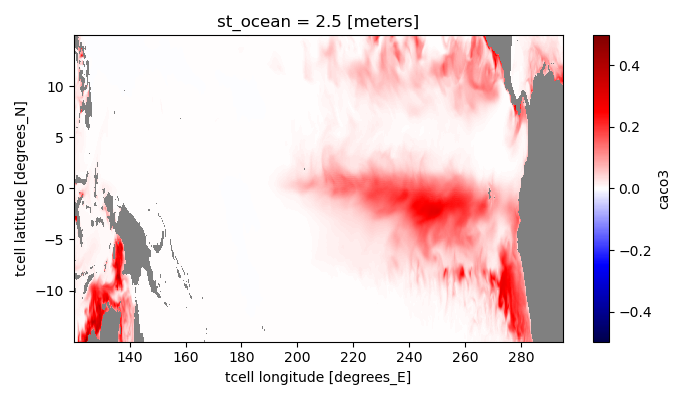 st_ocean = 2.5 [meters]
10
5
0
−5
−10
tcell latitude [degrees_N]
140 160 180 200 220 240 260 280
tcell longitude [degrees_E]
0.4
0.2
0.0
−0.2
−0.4
caco3